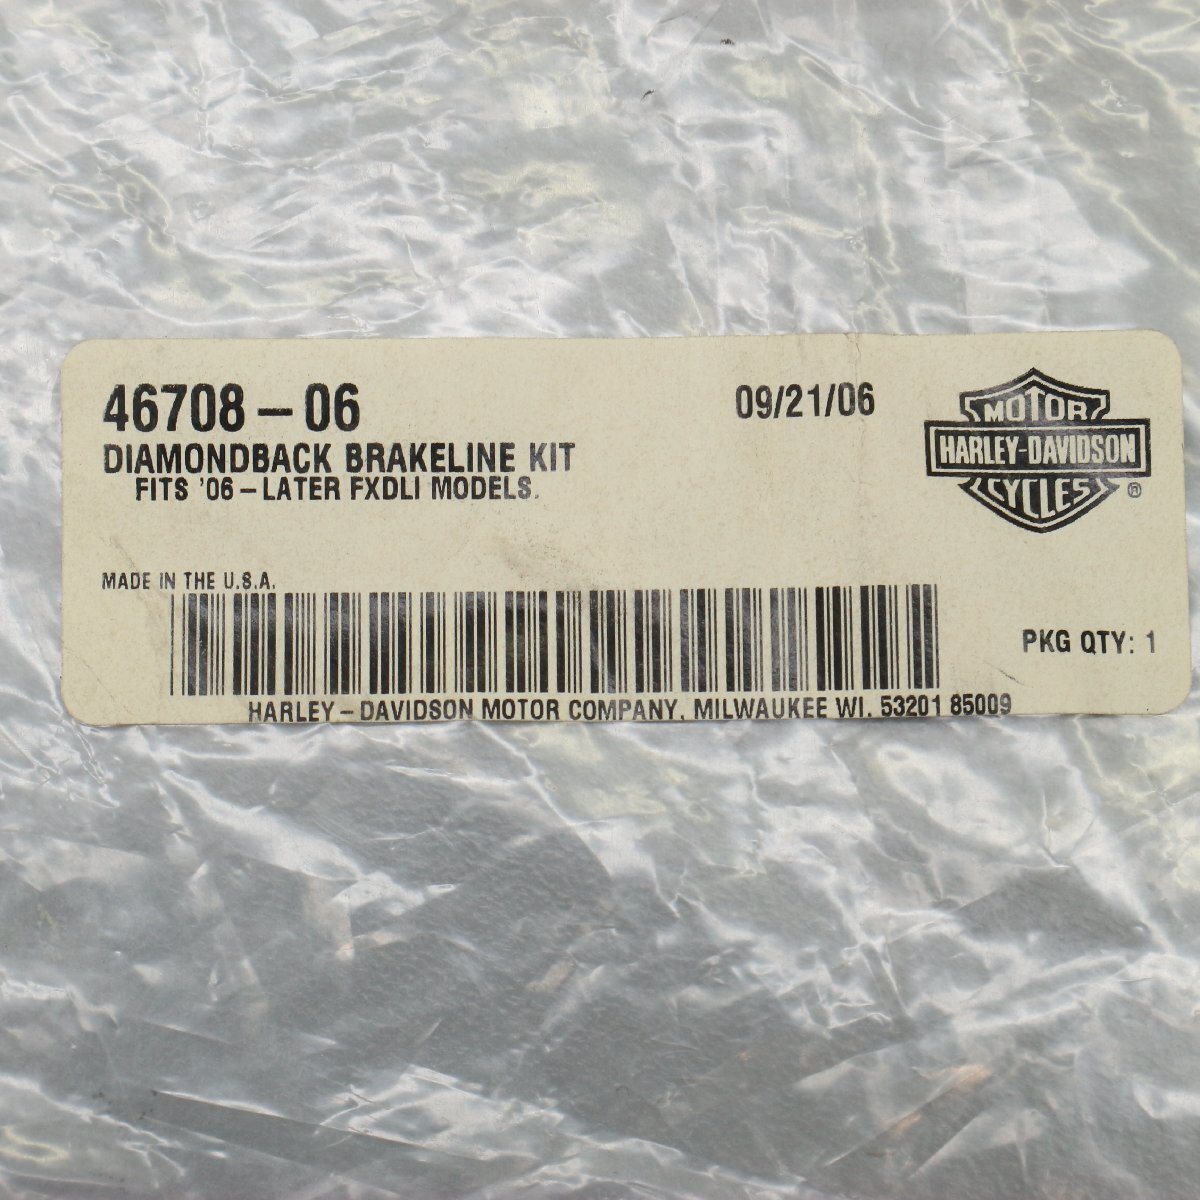 46708-06
09/21/06
DIAMONDBACK BRAKELINE KIT
FITS '06-LATER FXDLI MODELS.
MOTOR
HARLEY-DAVIDSON
CYCLES ®
MADE IN THE U.S.A.
PKG QTY: 1
HARLEY-DAVIDSON MOTOR COMPANY, MILWAUKEE WI. 53201 85009